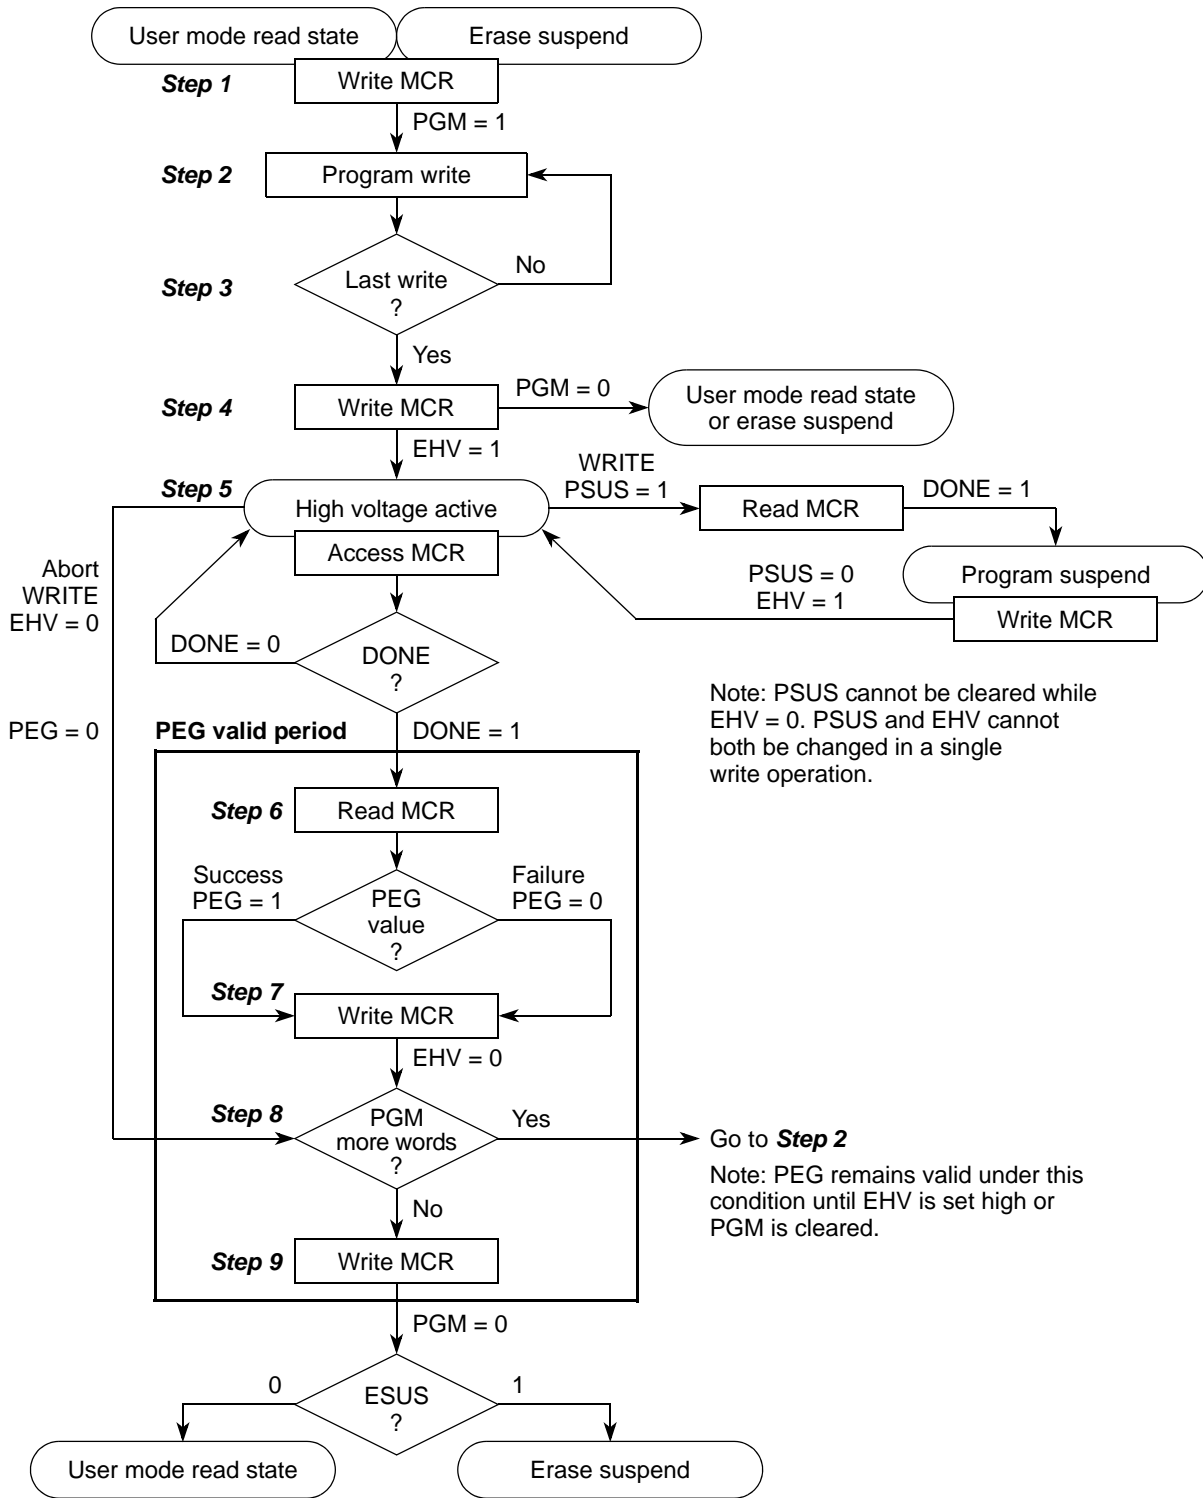 User mode read state
Erase suspend
Step 1
Write MCR
PGM = 1
Step 2
Program write
Step 3
Last write
?
No
Yes
Step 4
Write MCR
PGM = 0
User mode read state
or erase suspend
EHV = 1
Step 5
High voltage active
WRITE
PSUS = 1
Read MCR
DONE = 1
Access MCR
Abort
WRITE
EHV = 0
PSUS = 0
EHV = 1
Program suspend
Write MCR
DONE = 0
DONE
?
Note: PSUS cannot be cleared while
EHV = 0. PSUS and EHV cannot
both be changed in a single
write operation.
PEG = 0
PEG valid period
DONE = 1
Step 6
Read MCR
Success
PEG = 1
PEG
value
?
Failure
PEG = 0
Step 7
Write MCR
EHV = 0
Step 8
PGM
more words
?
Yes
Go to Step 2
Note: PEG remains valid under this
condition until EHV is set high or
PGM is cleared.
No
Step 9
Write MCR
PGM = 0
0
ESUS
?
1
User mode read state
Erase suspend